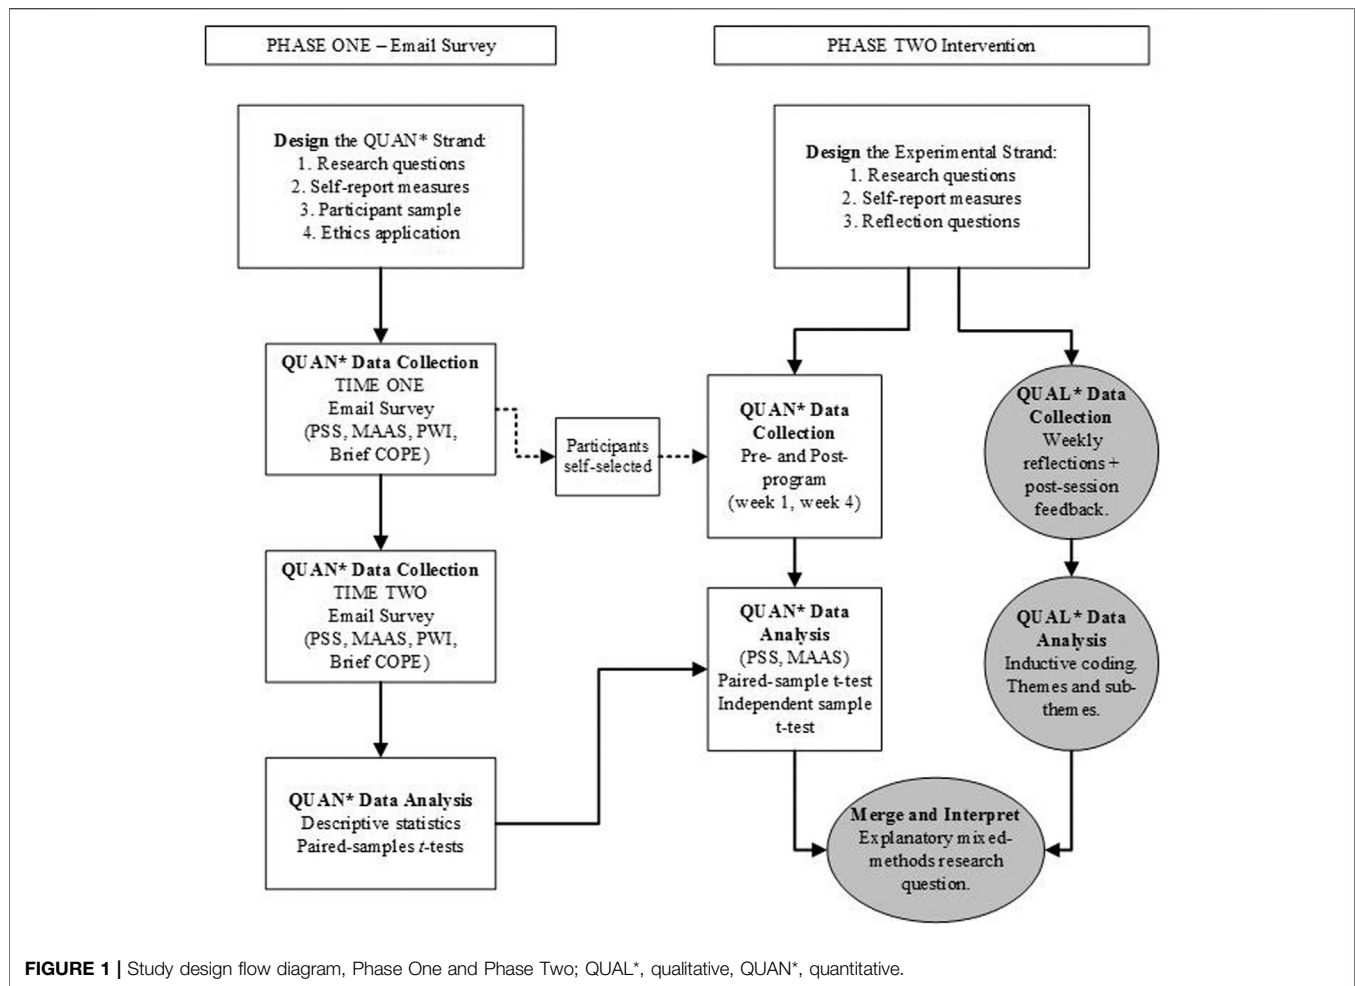 PHASE ONE – Email Survey
PHASE TWO Intervention
Design the QUAN* Strand:
1. Research questions
2. Self-report measures
3. Participant sample
4. Ethics application
Design the Experimental Strand:
1. Research questions
2. Self-report measures
3. Reflection questions
QUAN* Data Collection
TIME ONE
Email Survey
(PSS, MAAS, PWI,
Brief COPE)
Participants
self-selected
QUAN* Data
Collection
Pre- and Post-
program
(week 1, week 4)
QUAL* Data
Collection
Weekly
reflections +
post-session
feedback.
QUAN* Data Collection
TIME TWO
Email Survey
(PSS, MAAS, PWI,
Brief COPE)
QUAN* Data
Analysis
(PSS, MAAS)
Paired-sample t-test
Independent sample
t-test
QUAL* Data
Analysis
Inductive coding.
Themes and sub-
themes.
QUAN* Data Analysis
Descriptive statistics
Paired-samples t-tests
Merge and Interpret
Explanatory mixed-
methods research
question.
FIGURE 1 | Study design flow diagram, Phase One and Phase Two; QUAL*, qualitative, QUAN*, quantitative.